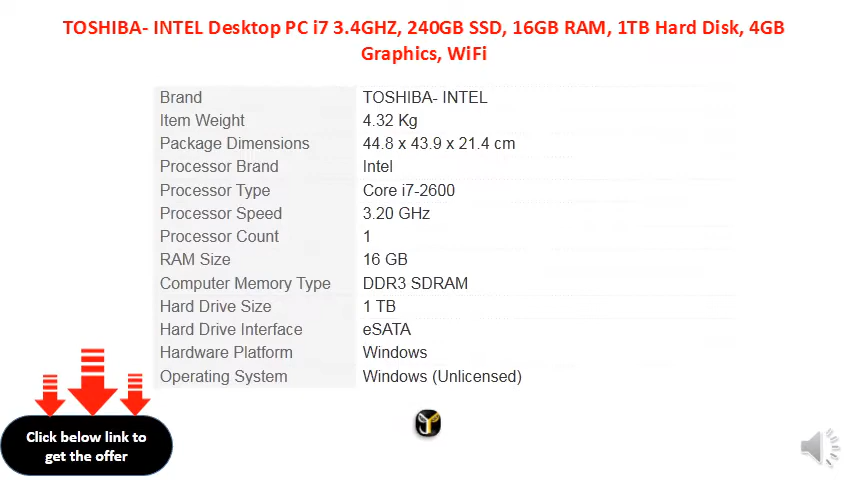 TOSHIBA- INTEL Desktop PC i7 3.4GHZ, 240GB SSD, 16GB RAM, 1TB Hard Disk, 4GB
Graphics, WiFi
Brand TOSHIBA- INTEL
Item Weight 4.32 Kg
Package Dimensions 44.8 x 43.9 x 21.4 cm
Processor Brand Intel
Processor Type Core i7-2600
Processor Speed 3.20 GHz
Processor Count 1
RAM Size 16 GB
Computer Memory Type DDR3 SDRAM
Hard Drive Size 1 TB
Hard Drive Interface eSATA
Hardware Platform Windows
Operating System Windows (Unlicensed)
Click below link to
get the offer